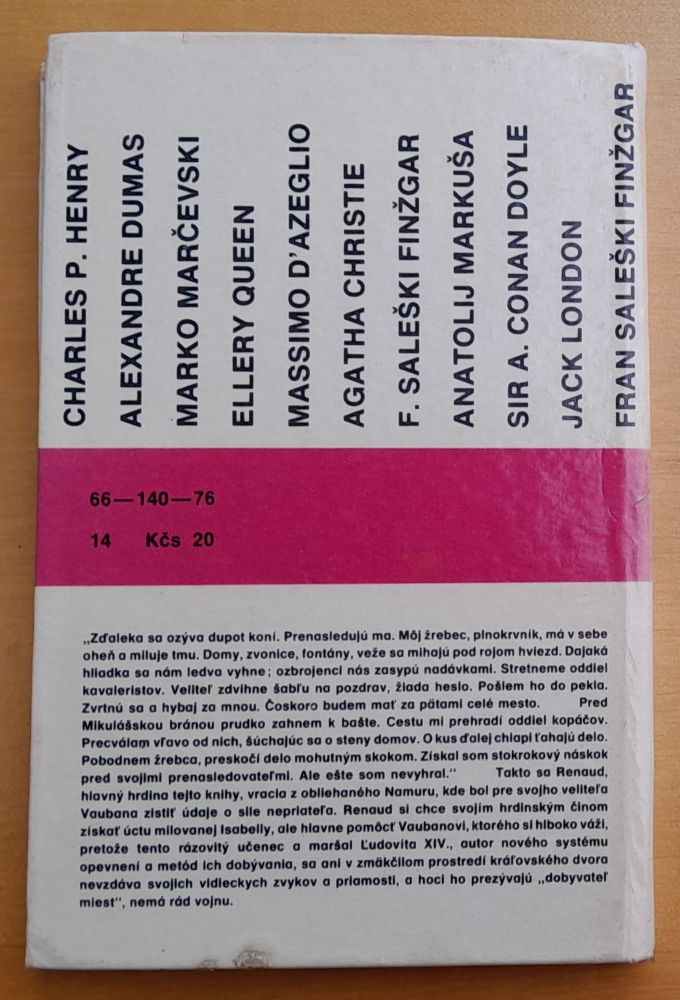 CHARLES P. HENRY
ALEXANDRE DUMAS
MARKO MARČEVSKI
ELLERY QUEEN
MASSIMO D'AZEGLIO
AGATHA CHRISTIE
F. SALEŠKI FINŽGAR
ANATOLIJ MARKUŠA
SIR A. CONAN DOYLE
JACK LONDON
FRAN SALEŠKI FINŽGAR
66—140—76
14 Kčs 20
„Zďaleka sa ozýva dupot koní. Prenasledujú ma. Môj žrebec, plnokrvník, má v sebe
oheň a miluje tmu. Domy, zvonice, fontány, veže sa mihajú pod rojom hviezd. Dajaká
hliadka sa nám ledva vyhne; ozbrojenci nás zasypú nadávkami. Stretneme oddiel
kavaleristov. Veliteľ zdvihne šabľu na pozdrav, žiada heslo. Pošlem ho do pekla.
Zvrtnú sa a hybaj za mnou. Čoskoro budem mať za pätami celé mesto. Pred
Mikulášskou bránou prudko zahnem k bašte. Cestu mi prehradí oddiel kopáčov.
Precválam vľavo od nich, šúchajúc sa o steny domov. O kus ďalej chlapi ťahajú delo.
Pobodnem žrebca, preskočí delo mohutným skokom. Získal som stokrokový náskok
pred svojimi prenasledovateľmi. Ale ešte som nevyhral.“ Takto sa Renaud,
hlavný hrdina tejto knihy, vracia z obliehaného Namuru, kde bol pre svojho veliteľa
Vaubana zistiť údaje o sile nepriateľa. Renaud si chce svojím hrdinským činom
získať úctu milovanej Isabelly, ale hlavne pomôcť Vaubanovi, ktorého si hlboko váži,
pretože tento rázovitý učenec a maršal Ľudovíta XIV., autor nového systému
opevnení a metód ich dobývania, sa ani v zmäkčilom prostredí kráľovského dvora
nevzdáva svojich vidieckych zvykov a priamosti, a hoci ho prezývajú „dobyvateľ
miest“, nemá rád vojnu.